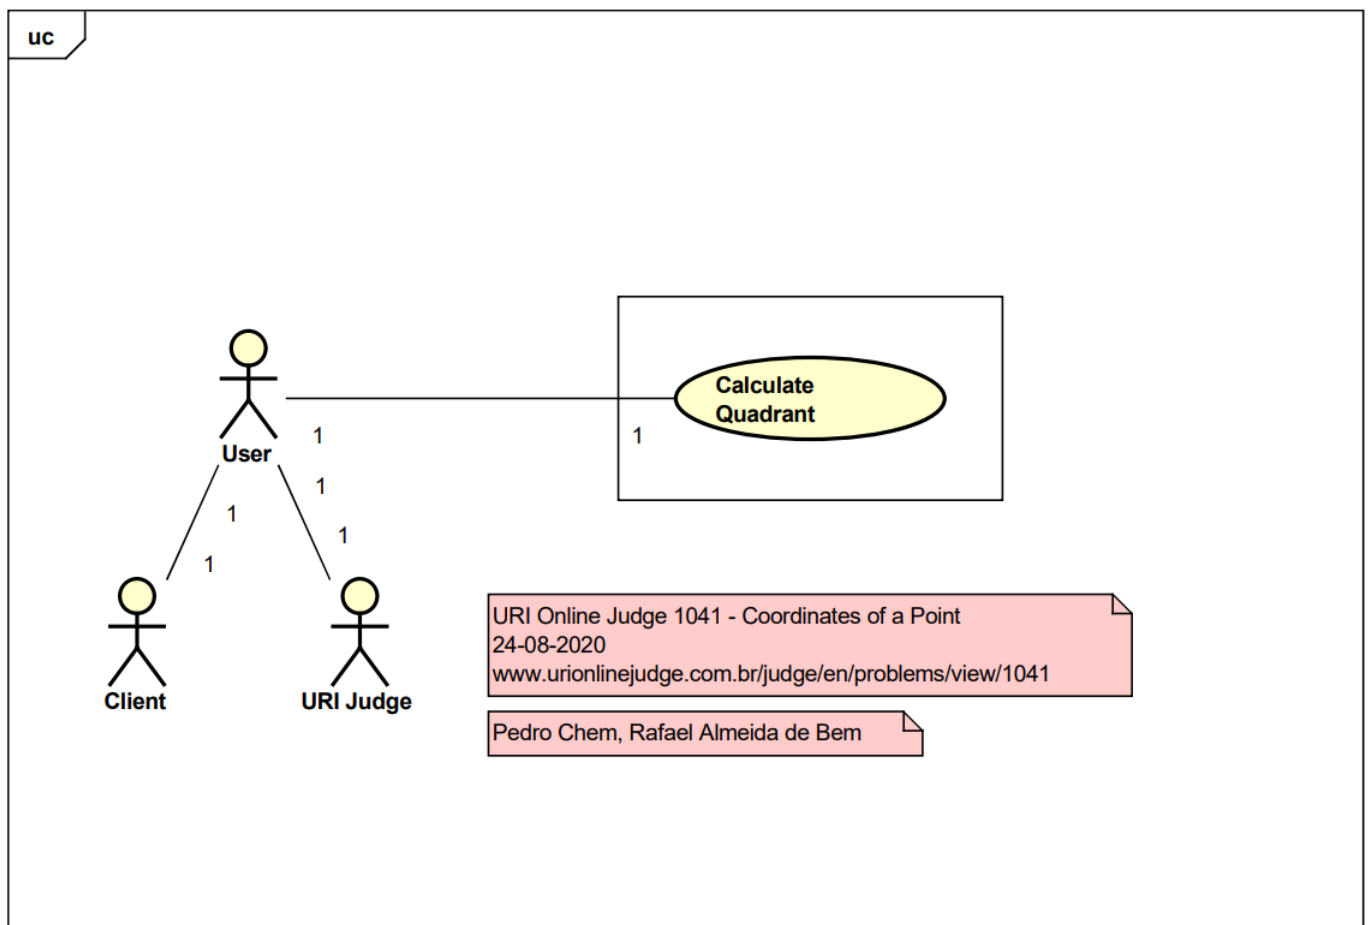 uc
Calculate
Quadrant
1
1
User
1
1
1
1
Client
URI Judge
URI Online Judge 1041 - Coordinates of a Point
24-08-2020
www.urionlinejudge.com.br/judge/en/problems/view/1041
Pedro Chem, Rafael Almeida de Bem